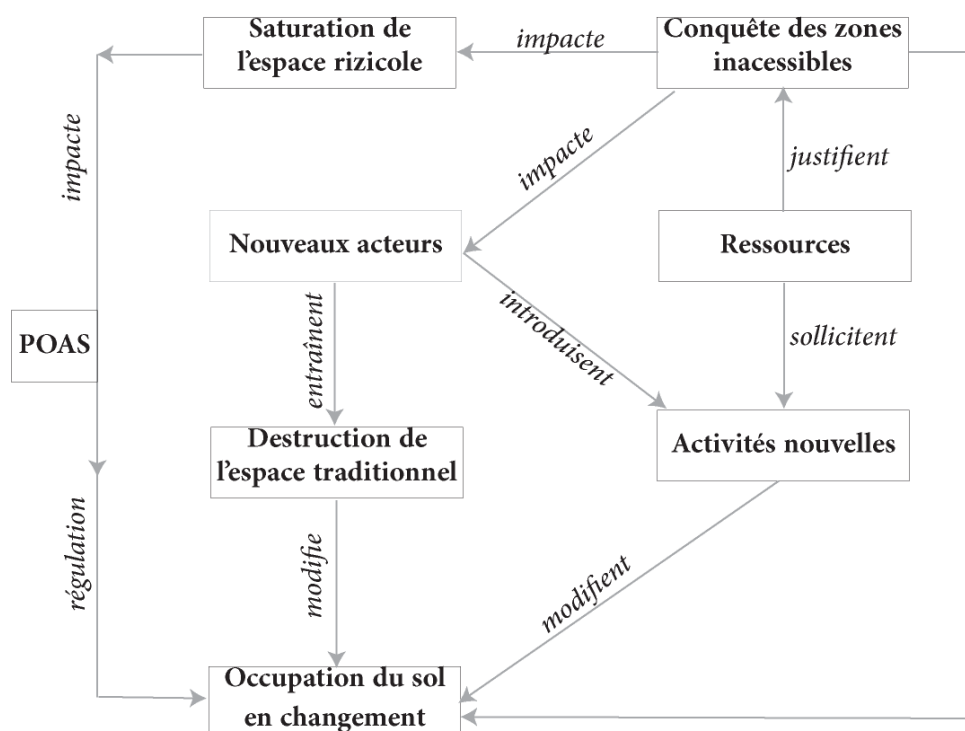 Saturation de
l'espace rizicole
impacte
Conquête des zones
inacessibles
impacte
impacte
justifient
Nouveaux acteurs
Ressources
introduisent
sollicitent
POAS
entraînent
Destruction de
l'espace traditionnel
Activités nouvelles
régulation
modifie
modifient
Occupation du sol
en changement